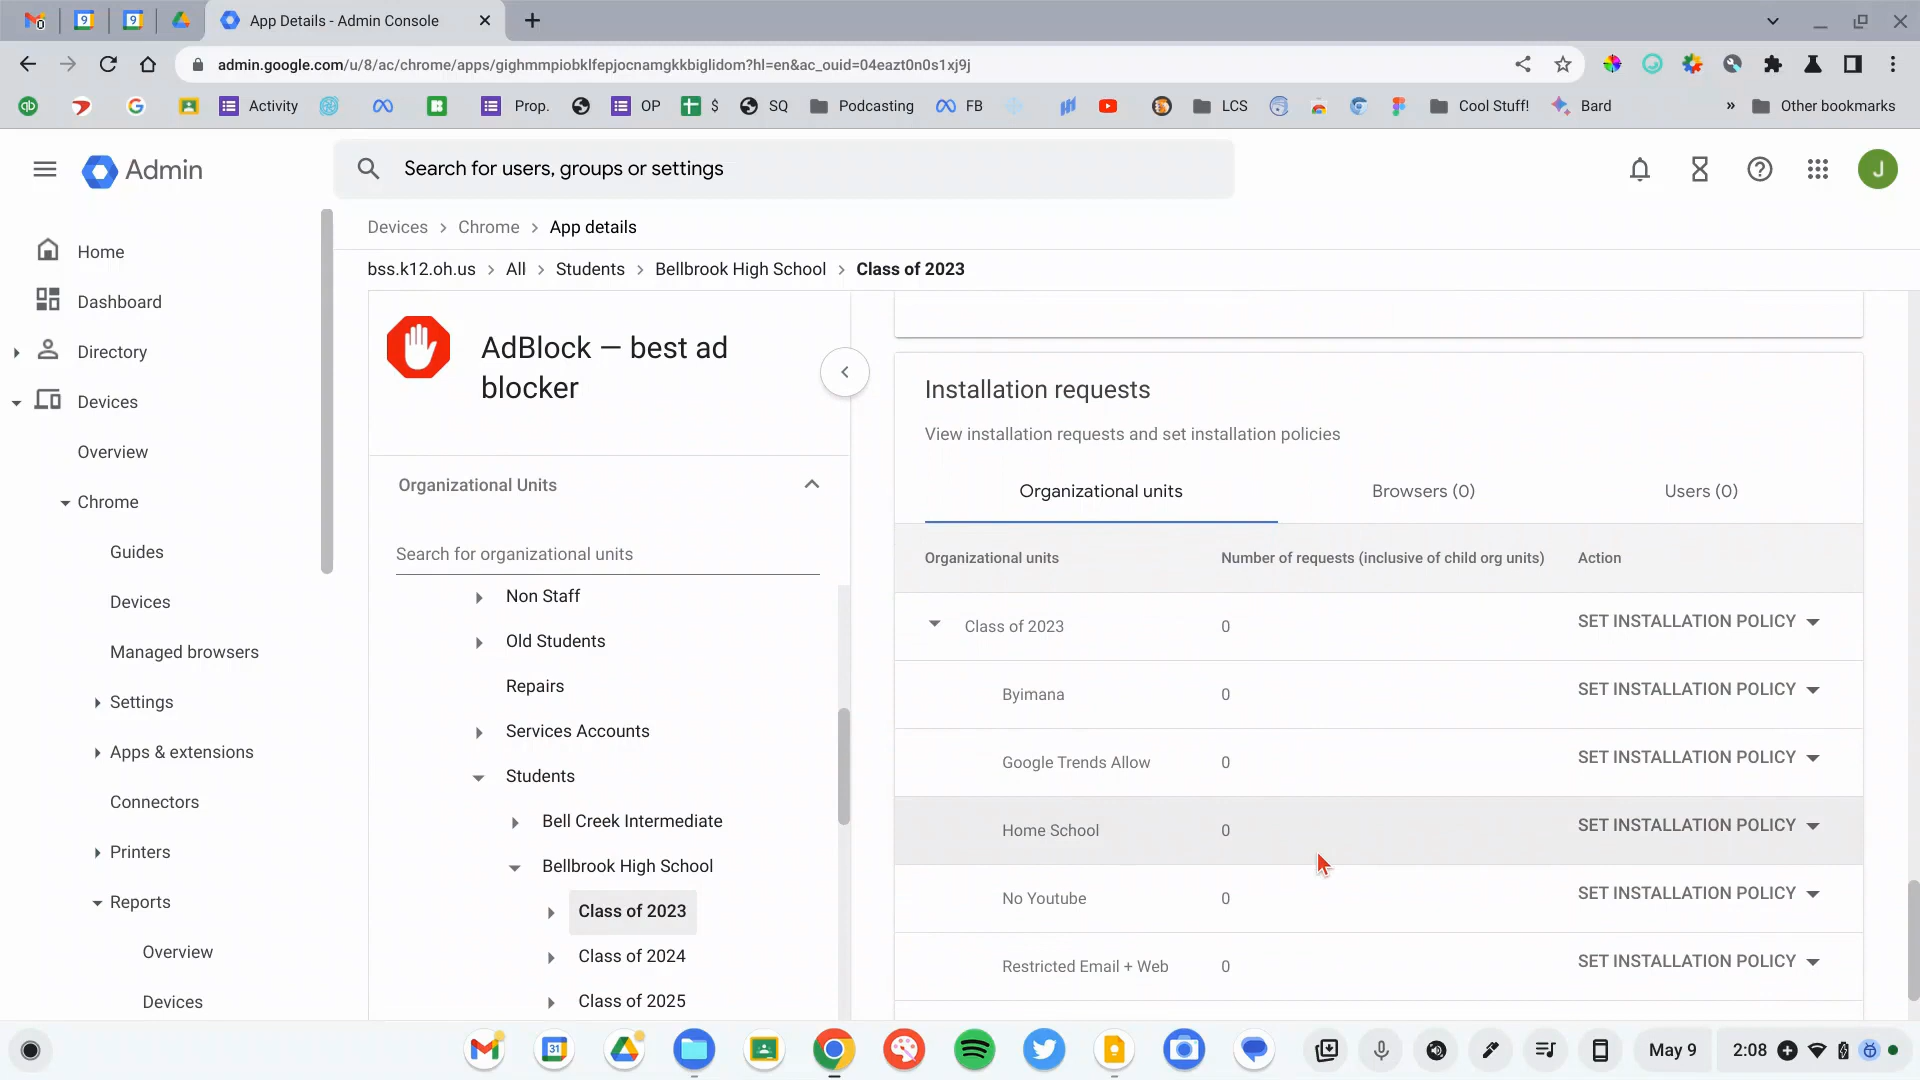 App Details - Admin Console
admin.google.com/u/8/ac/chrome/apps/gighmmpiobklfepjocnamgkkbiglidom?hl=en&ac_ouid=04eazt0n0s1xj9j
Activity
Prop.
OP
$
SQ
Podcasting
FB
LCS
Cool Stuff!
Bard
»
Other bookmarks
Admin
Search for users, groups or settings
J
Devices > Chrome > App details
bss.k12.oh.us > All > Students > Bellbrook High School > Class of 2023
Home
Dashboard
Directory
Devices
Overview
Chrome
Guides
Devices
Managed browsers
Settings
Apps & extensions
Connectors
Printers
Reports
Overview
Devices
AdBlock — best ad
blocker
Organizational Units
Search for organizational units
Non Staff
Old Students
Repairs
Services Accounts
Students
Bell Creek Intermediate
Bellbrook High School
Class of 2023
Class of 2024
Class of 2025
Installation requests
View installation requests and set installation policies
Organizational units
Browsers (0)
Users (0)
Organizational units
Number of requests (inclusive of child org units)
Action
Class of 2023 0 SET INSTALLATION POLICY
Byimana 0 SET INSTALLATION POLICY
Google Trends Allow 0 SET INSTALLATION POLICY
Home School 0 SET INSTALLATION POLICY
No Youtube 0 SET INSTALLATION POLICY
Restricted Email + Web 0 SET INSTALLATION POLICY
31
May 9
2:08